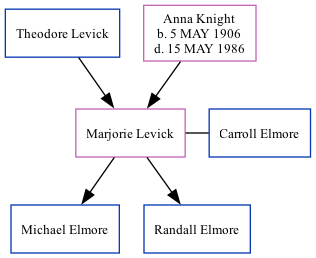 Theodore Levick
Anna Knight
b. 5 MAY 1906
d. 15 MAY 1986
Marjorie Levick
Carroll Elmore
Michael Elmore
Randall Elmore